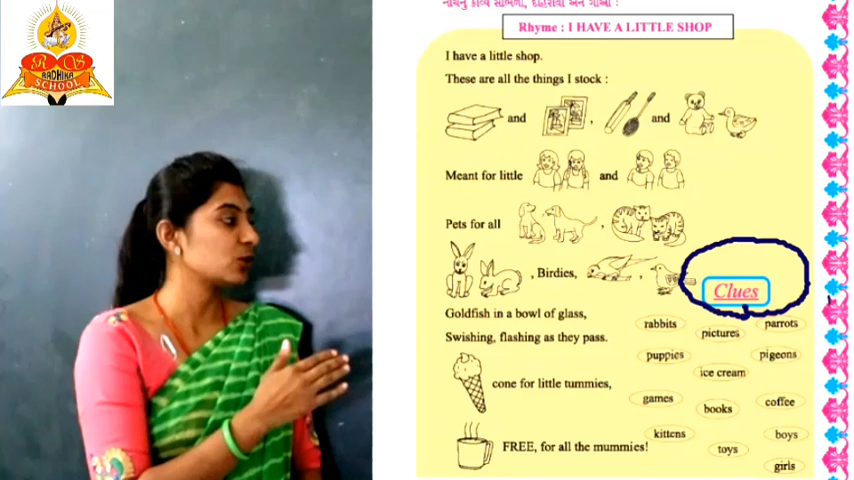 R S
RADHIKA
SCHOOL
નીચેનું કાવ્ય સાંભળો, દોહરાવો અને ગાઓ :
Rhyme : I HAVE A LITTLE SHOP
I have a little shop.
These are all the things I stock :
and , and
Meant for little and
Pets for all ,
, Birdies, ,
Clues
Goldfish in a bowl of glass,
Swishing, flashing as they pass.
cone for little tummies,
FREE, for all the mummies!
rabbits pictures parrots
puppies ice cream pigeons
games books coffee
kittens toys boys
girls